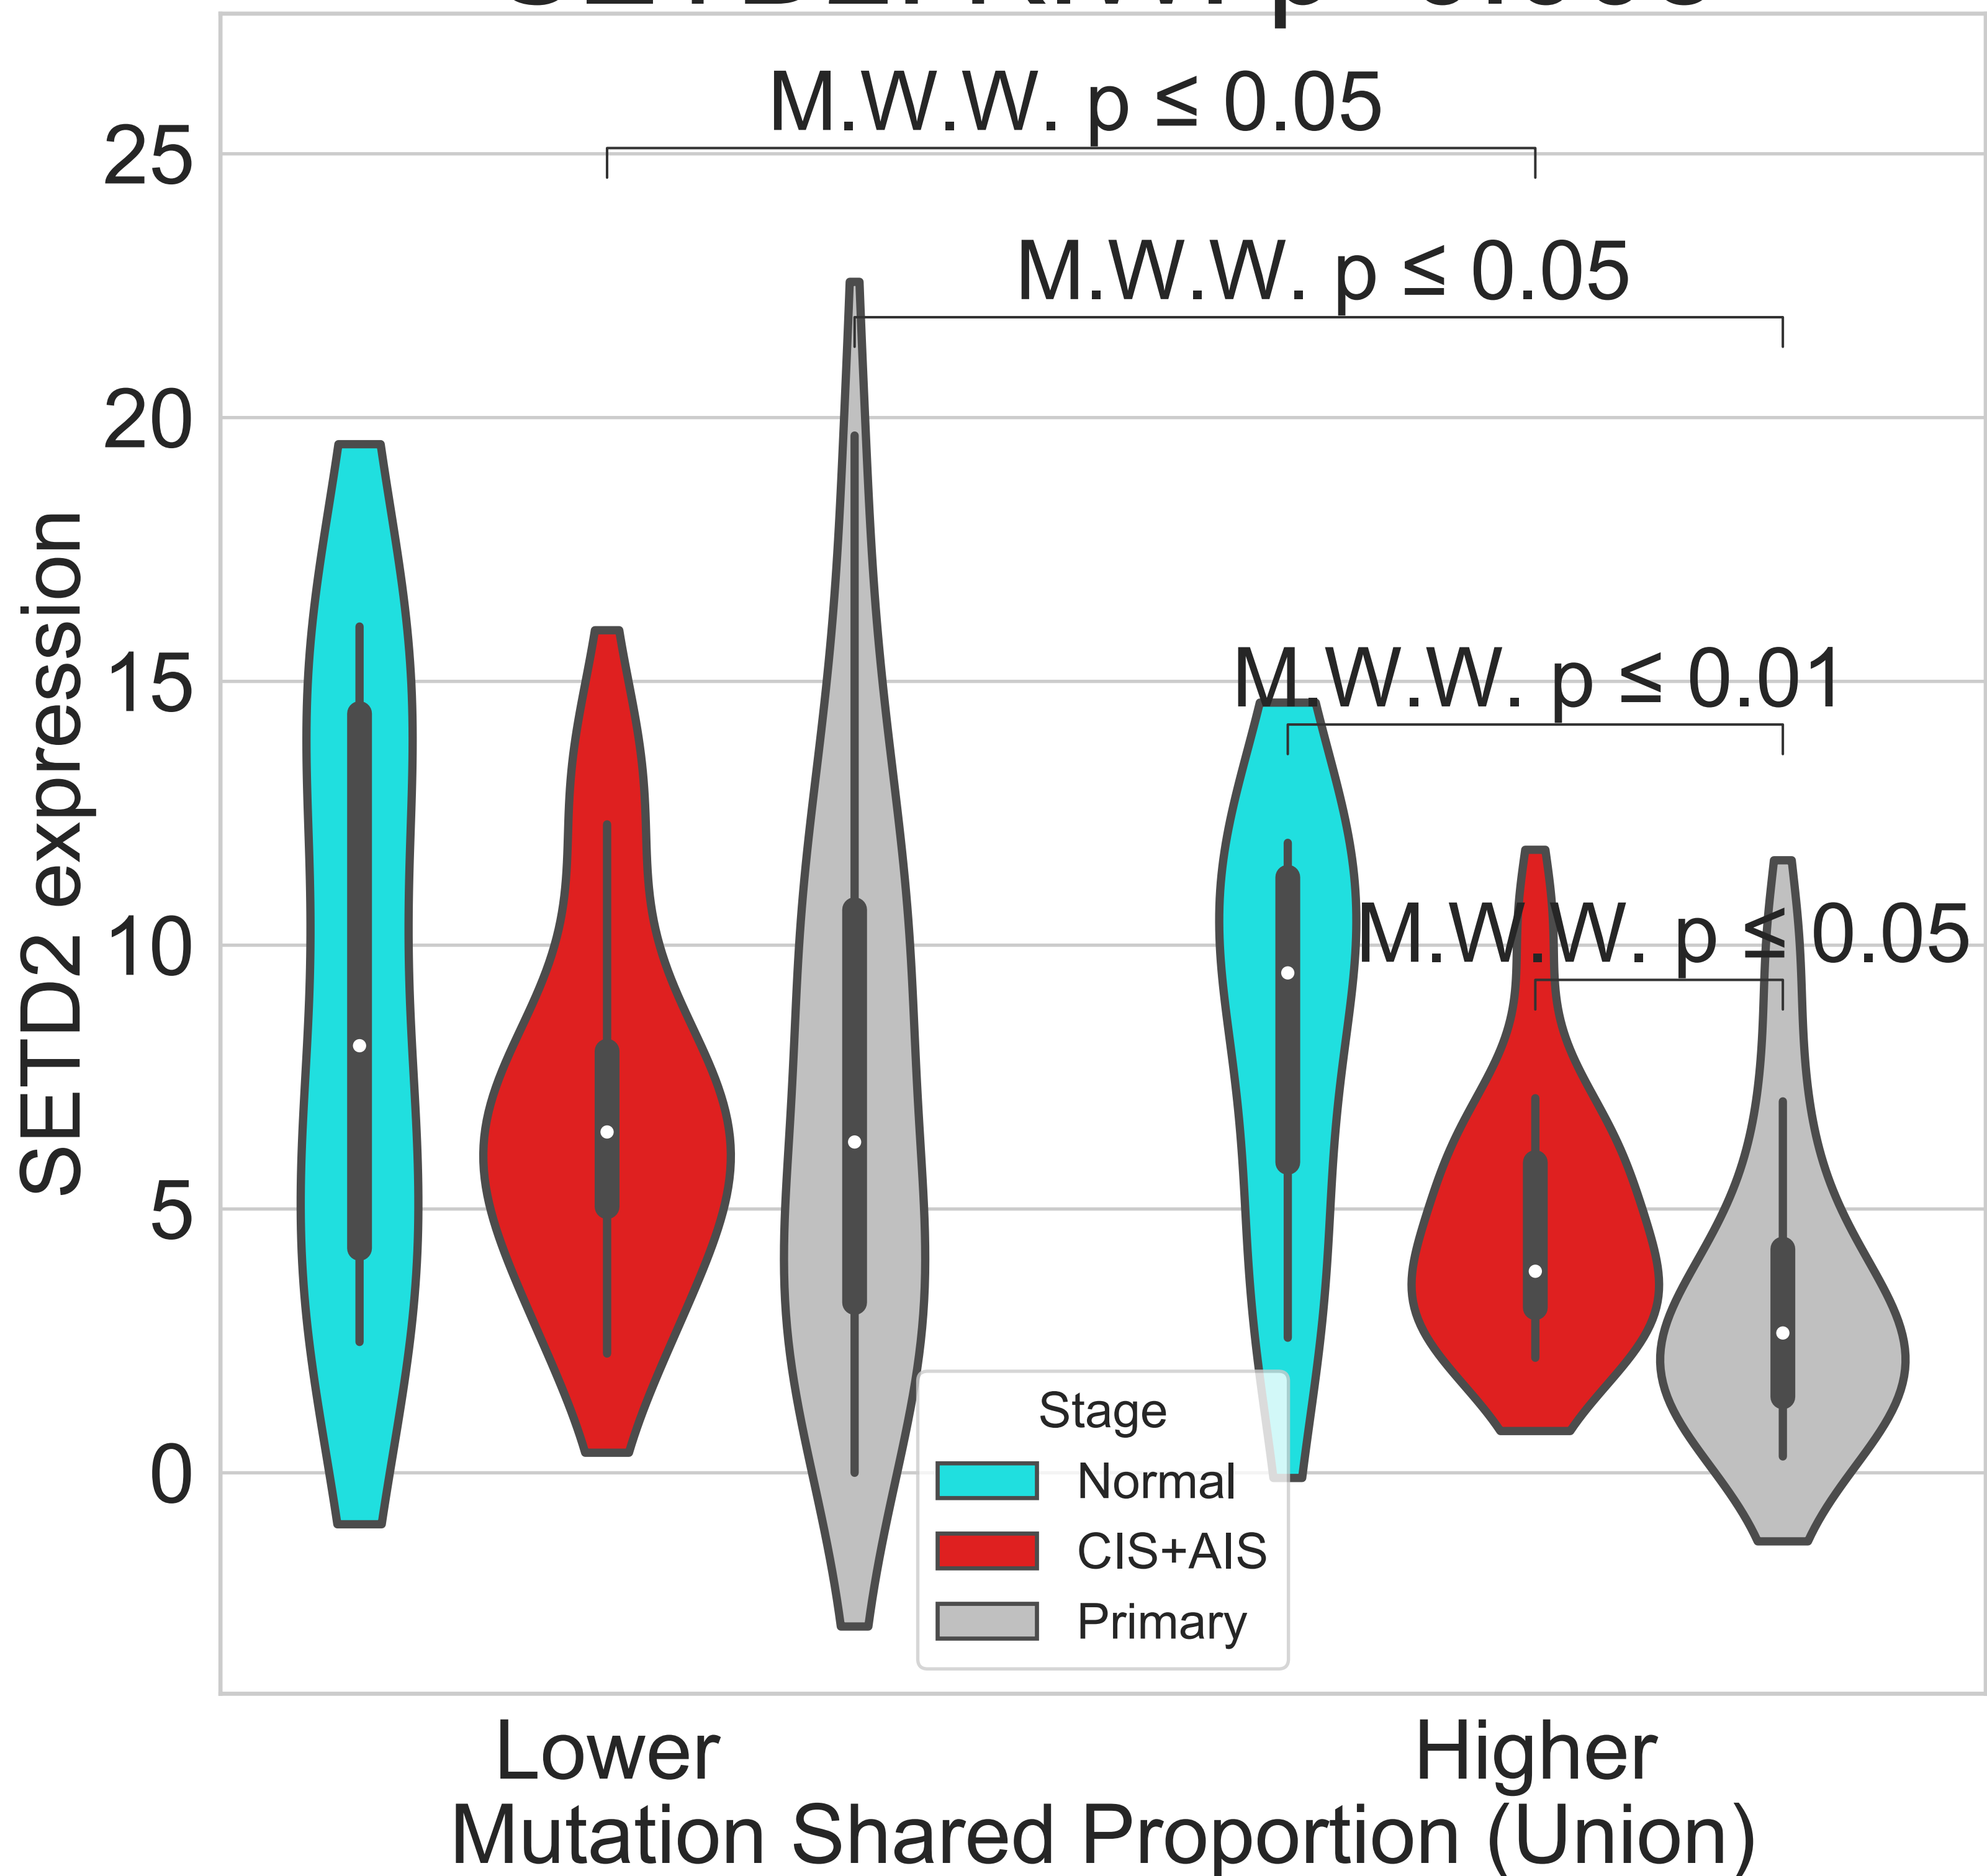 M.W.W. p ≤ 0.05
25
M.W.W. p ≤ 0.05
20
M.W.W. p ≤ 0.01
15
M.W.W. p ≤ 0.05
10
5
0
SETD2 expression
Stage
Normal
CIS+AIS
Primary
Lower
Higher
Mutation Shared Proportion (Union)